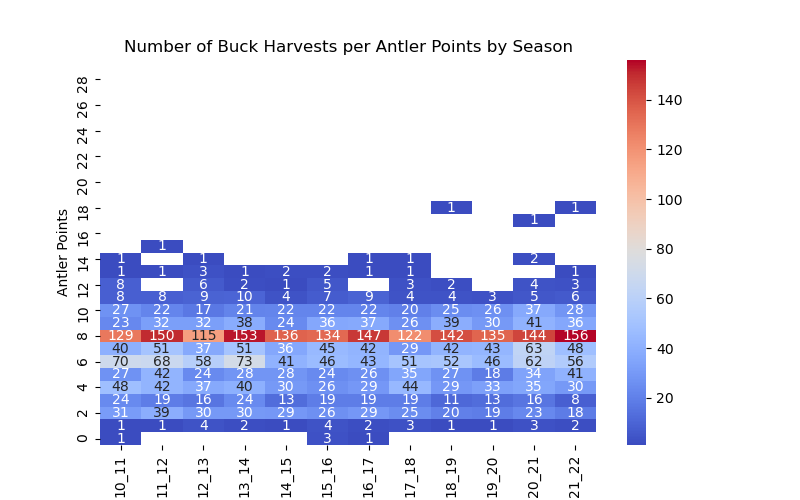 Number of Buck Harvests per Antler Points by Season
Antler Points
28
26
24
22
20
18 1 1
1
16
1
14 1 1 1 1 2
1 1 3 1 2 2 1 1 1
12 8 6 2 1 5 3 2 4 3
8 8 9 10 4 7 9 4 4 3 5 6
10 27 22 17 21 22 22 22 20 25 26 37 28
23 32 32 38 24 36 37 26 39 30 41 36
8 129 150 115 153 136 134 147 122 142 135 144 156
40 51 37 51 36 45 42 29 42 43 63 48
6 70 68 58 73 41 46 43 51 52 46 62 56
27 42 24 28 28 24 26 35 27 18 34 41
4 48 42 37 40 30 26 29 44 29 33 35 30
24 19 16 24 13 19 19 19 11 13 16 8
2 31 39 30 30 29 26 29 25 20 19 23 18
1 1 4 2 1 4 2 3 1 1 3 2
0 1 3 1
10_11 11_12 12_13 13_14 14_15 15_16 16_17 17_18 18_19 19_20 20_21 21_22
140
120
100
80
60
40
20